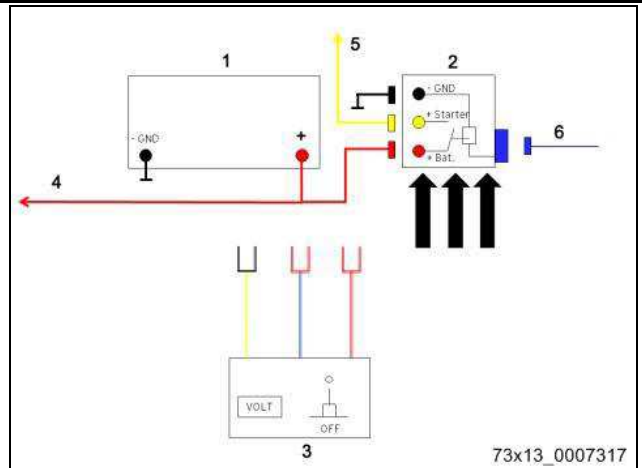 1
5
2
- GND
+ Starter
+ Bat.
6
- GND
+
4
VOLT
OFF
3
73x13_0007317